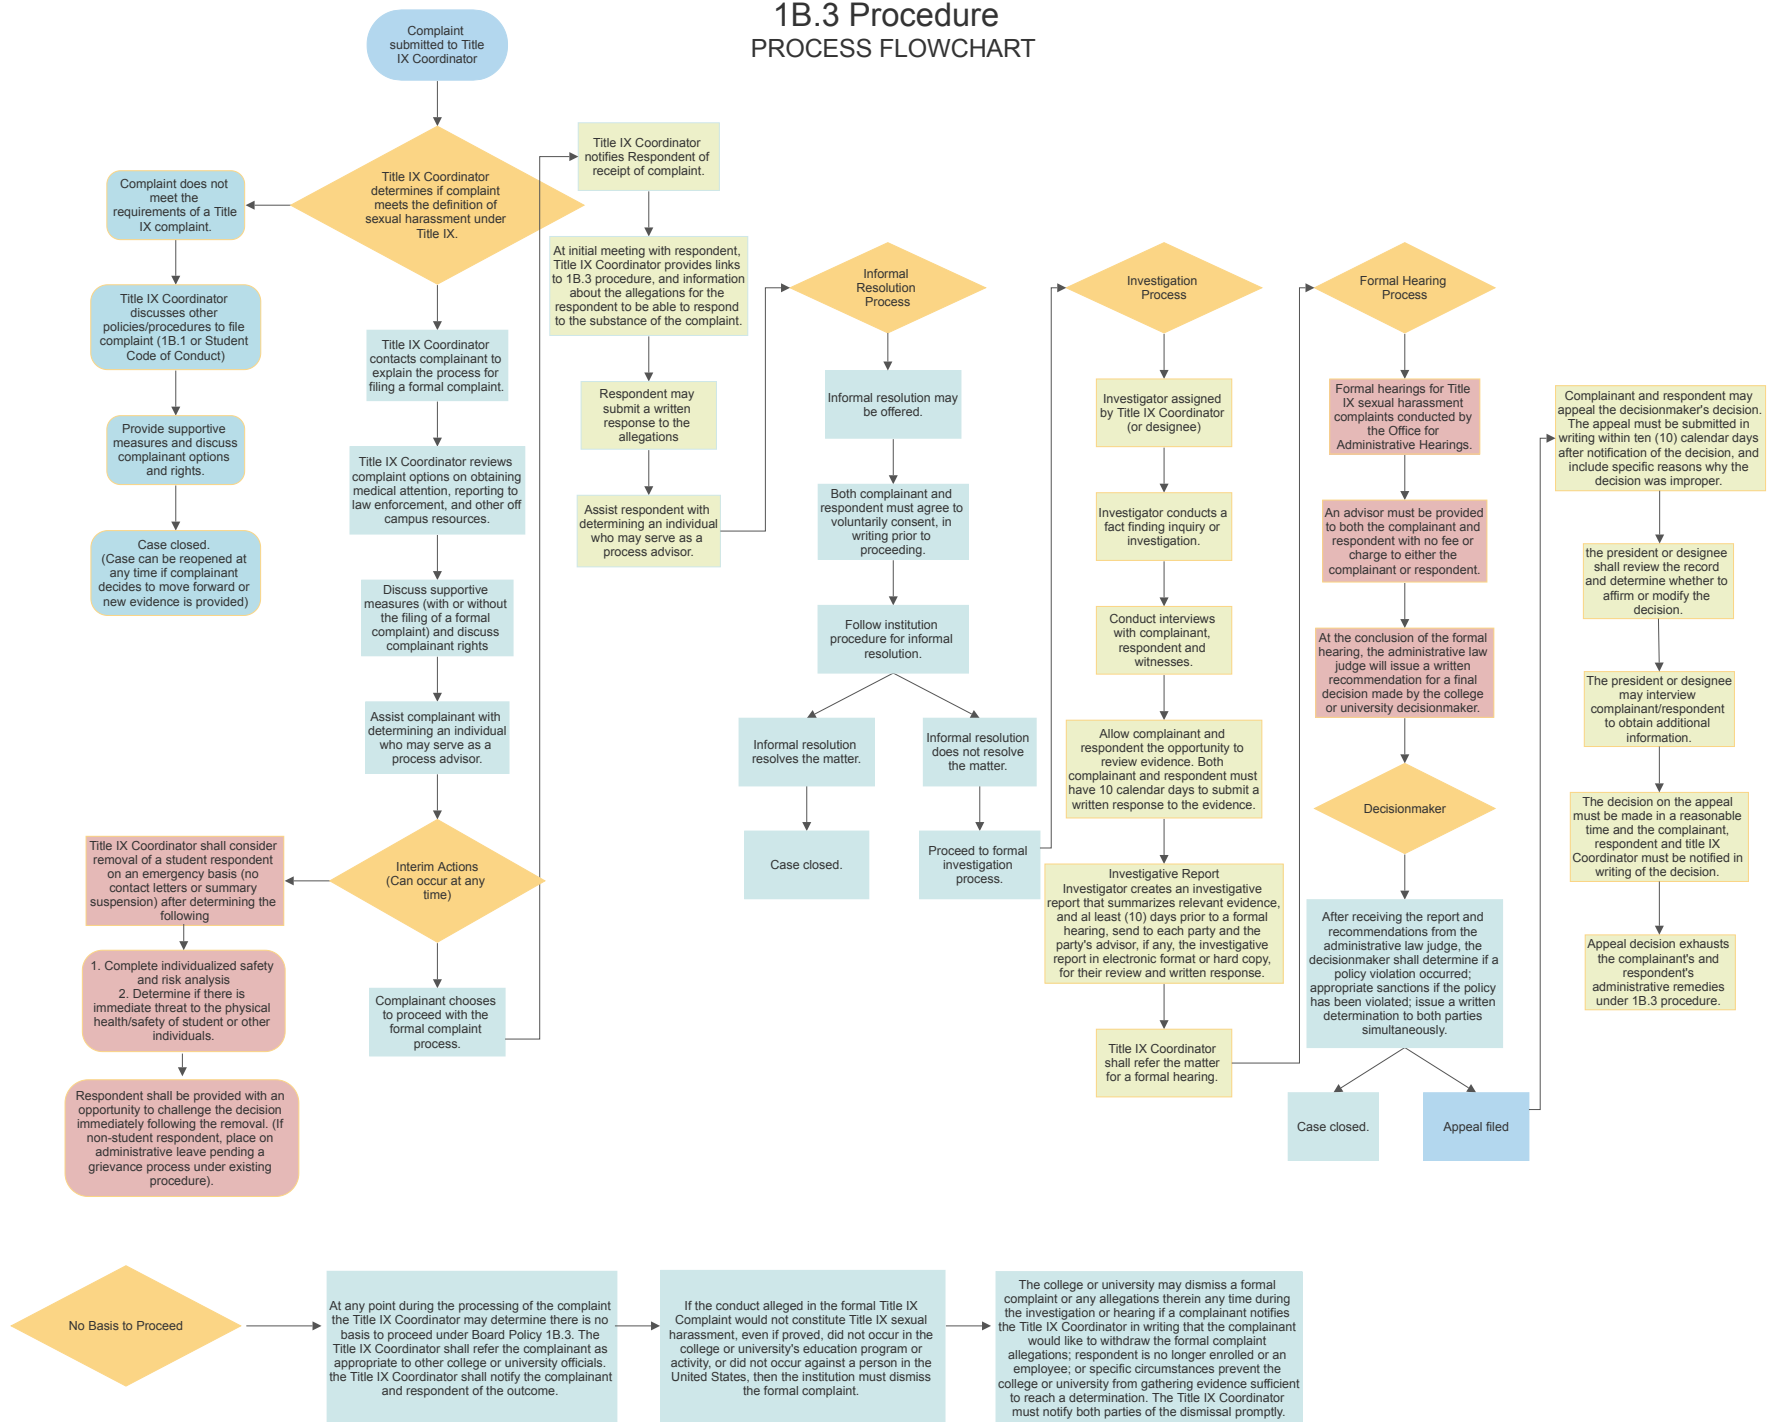 1B.3 Procedure
PROCESS FLOWCHART
Complaint
submitted to Title
IX Coordinator
Title IX Coordinator
determines if complaint
meets the definition of
sexual harassment under
Title IX.
Complaint does not
meet the
requirements of a Title
IX complaint.
Title IX Coordinator
discusses other
policies/procedures to file
complaint (1B.1 or Student
Code of Conduct)
Provide supportive
measures and discuss
complainant options
and rights.
Case closed.
(Case can be reopened at
any time if complainant
decides to move forward or
new evidence is provided)
Title IX Coordinator
contacts complainant to
explain the process for
filing a formal complaint.
Title IX Coordinator reviews
complaint options on obtaining
medical attention, reporting to
law enforcement, and other off
campus resources.
Discuss supportive
measures (with or without
the filing of a formal
complaint) and discuss
complainant rights
Assist complainant with
determining an individual
who may serve as a
process advisor.
Interim Actions
(Can occur at any
time)
Title IX Coordinator shall consider
removal of a student respondent
on an emergency basis (no
contact letters or summary
suspension) after determining the
following
1. Complete individualized safety
and risk analysis
2. Determine if there is
immediate threat to the physical
health/safety of student or other
individuals.
Respondent shall be provided with an
opportunity to challenge the decision
immediately following the removal. (If
non-student respondent, place on
administrative leave pending a
grievance process under existing
procedure).
Complainant chooses
to proceed with the
formal complaint
process.
Title IX Coordinator
notifies Respondent of
receipt of complaint.
At initial meeting with respondent,
Title IX Coordinator provides links
to 1B.3 procedure, and information
about the allegations for the
respondent to be able to respond
to the substance of the complaint.
Respondent may
submit a written
response to the
allegations
Assist respondent with
determining an individual
who may serve as a
process advisor.
Informal
Resolution
Process
Informal resolution may
be offered.
Both complainant and
respondent must agree to
voluntarily consent, in
writing prior to
proceeding.
Follow institution
procedure for informal
resolution.
Informal resolution
resolves the matter.
Case closed.
Informal resolution
does not resolve
the matter.
Proceed to formal
investigation
process.
Investigation
Process
Investigator assigned
by Title IX Coordinator
(or designee)
Investigator conducts a
fact finding inquiry or
investigation.
Conduct interviews
with complainant,
respondent and
witnesses.
Allow complainant and
respondent the opportunity to
review evidence. Both
complainant and respondent must
have 10 calendar days to submit a
written response to the evidence.
Investigative Report
Investigator creates an investigative
report that summarizes relevant evidence,
and al least (10) days prior to a formal
hearing, send to each party and the
party's advisor, if any, the investigative
report in electronic format or hard copy,
for their review and written response.
Title IX Coordinator
shall refer the matter
for a formal hearing.
Formal Hearing
Process
Formal hearings for Title
IX sexual harassment
complaints conducted by
the Office for
Administrative Hearings.
An advisor must be provided
to both the complainant and
respondent with no fee or
charge to either the
complainant or respondent.
At the conclusion of the formal
hearing, the administrative law
judge will issue a written
recommendation for a final
decision made by the college
or university decisionmaker.
Decisionmaker
After receiving the report and
recommendations from the
administrative law judge, the
decisionmaker shall determine if a
policy violation occurred;
appropriate sanctions if the policy
has been violated; issue a written
determination to both parties
simultaneously.
Case closed.
Appeal filed
Complainant and respondent may
appeal the decisionmaker's decision.
The appeal must be submitted in
writing within ten (10) calendar days
after notification of the decision, and
include specific reasons why the
decision was improper.
the president or designee
shall review the record
and determine whether to
affirm or modify the
decision.
The president or designee
may interview
complainant/respondent
to obtain additional
information.
The decision on the appeal
must be made in a reasonable
time and the complainant,
respondent and title IX
Coordinator must be notified in
writing of the decision.
Appeal decision exhausts
the complainant's and
respondent's
administrative remedies
under 1B.3 procedure.
No Basis to Proceed
At any point during the processing of the complaint
the Title IX Coordinator may determine there is no
basis to proceed under Board Policy 1B.3. The
Title IX Coordinator shall refer the complainant as
appropriate to other college or university officials.
the Title IX Coordinator shall notify the complainant
and respondent of the outcome.
If the conduct alleged in the formal Title IX
Complaint would not constitute Title IX sexual
harassment, even if proved, did not occur in the
college or university's education program or
activity, or did not occur against a person in the
United States, then the institution must dismiss
the formal complaint.
The college or university may dismiss a formal
complaint or any allegations therein any time during
the investigation or hearing if a complainant notifies
the Title IX Coordinator in writing that the complainant
would like to withdraw the formal complaint
allegations; respondent is no longer enrolled or an
employee; or specific circumstances prevent the
college or university from gathering evidence sufficient
to reach a determination. The Title IX Coordinator
must notify both parties of the dismissal promptly.